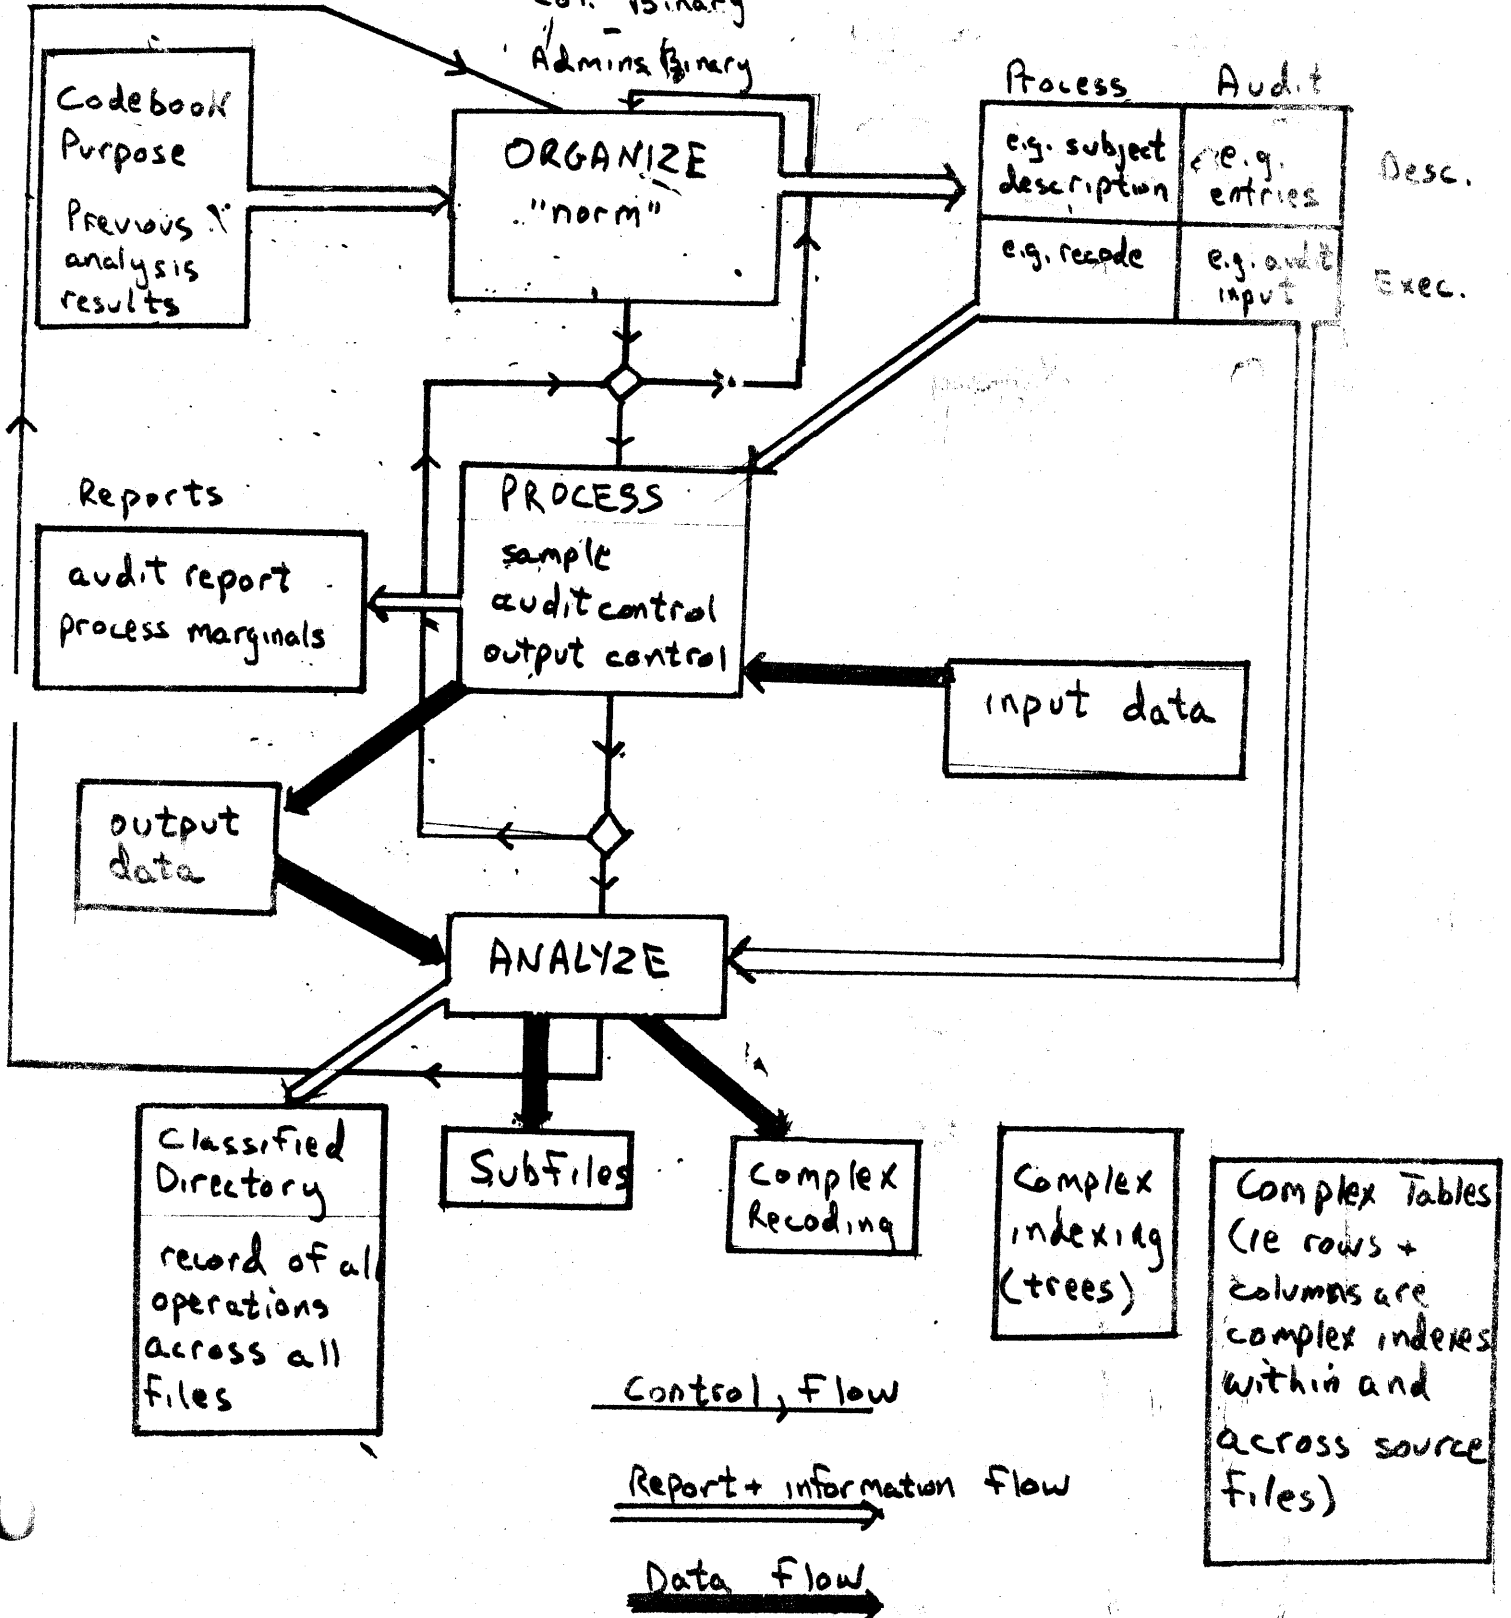 Binary
Admins Binary
Codebook
Purpose
Previous
analysis
results
ORGANIZE
"norm"
Process Audit
e.g. subject
description
e.g.
entries
Desc.
e.g. recode
e.g. audit
input
Exec.
Reports
audit report
process marginals
PROCESS
sample
audit control
output control
input data
output
data
ANALYZE
Classified
Directory
record of all
operations
across all
files
Subfiles
Complex
Recoding
Complex
indexing
(trees)
Complex Tables
(ie rows +
columns are
complex indexes
within and
across source
files)
Control Flow
Report + information flow
Data Flow